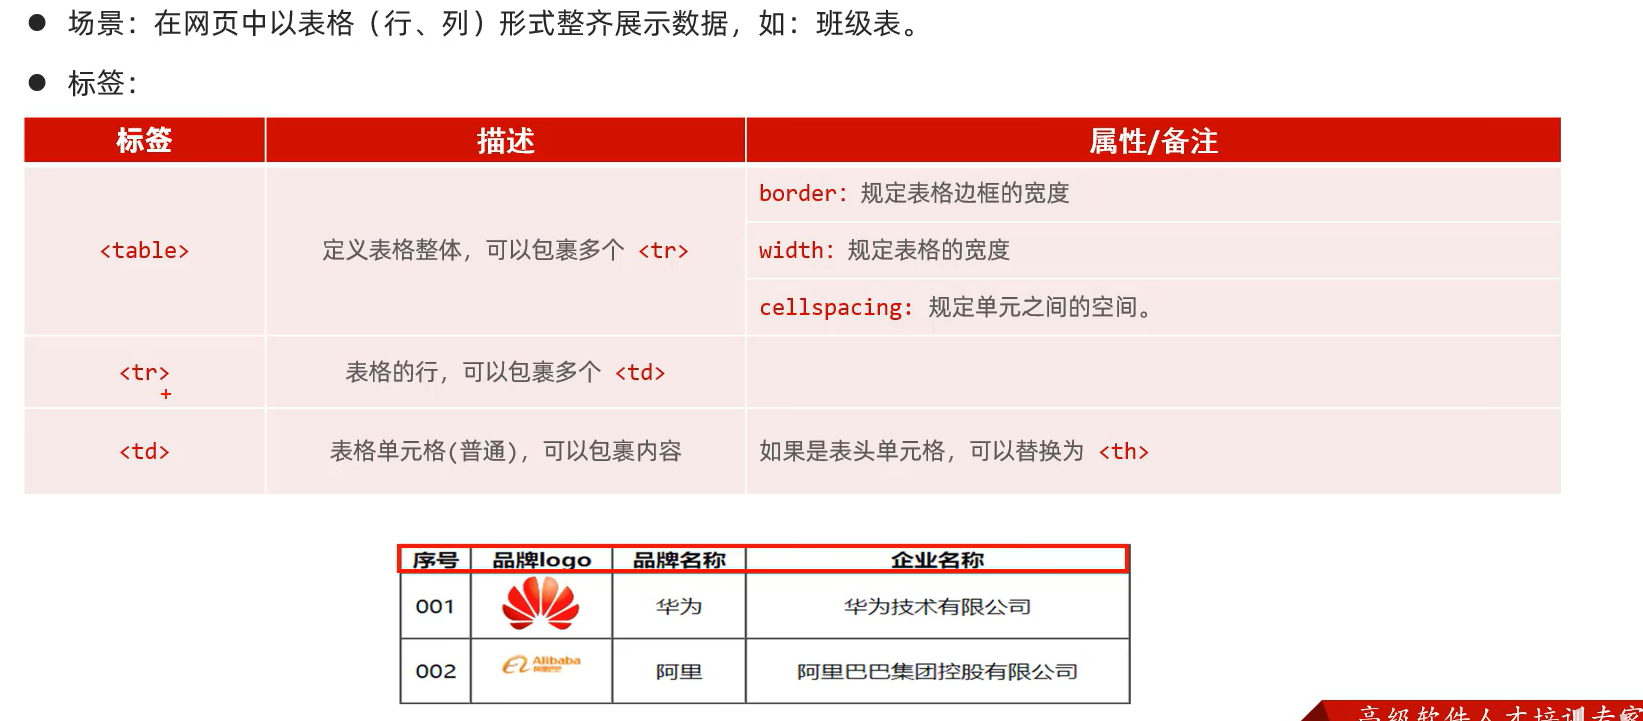 ● 场景：在网页中以表格（行、列）形式整齐展示数据，如：班级表。
● 标签：
标签 描述 属性/备注
<table> 定义表格整体，可以包裹多个 <tr> border：规定表格边框的宽度
width：规定表格的宽度
cellspacing: 规定单元之间的空间。
<tr> 表格的行，可以包裹多个 <td>
<td> 表格单元格(普通)，可以包裹内容 如果是表头单元格，可以替换为 <th>
序号 品牌logo 品牌名称 企业名称
001 华为 华为技术有限公司
002 Alibaba 阿里 阿里巴巴集团控股有限公司
高级软件人才培训专家